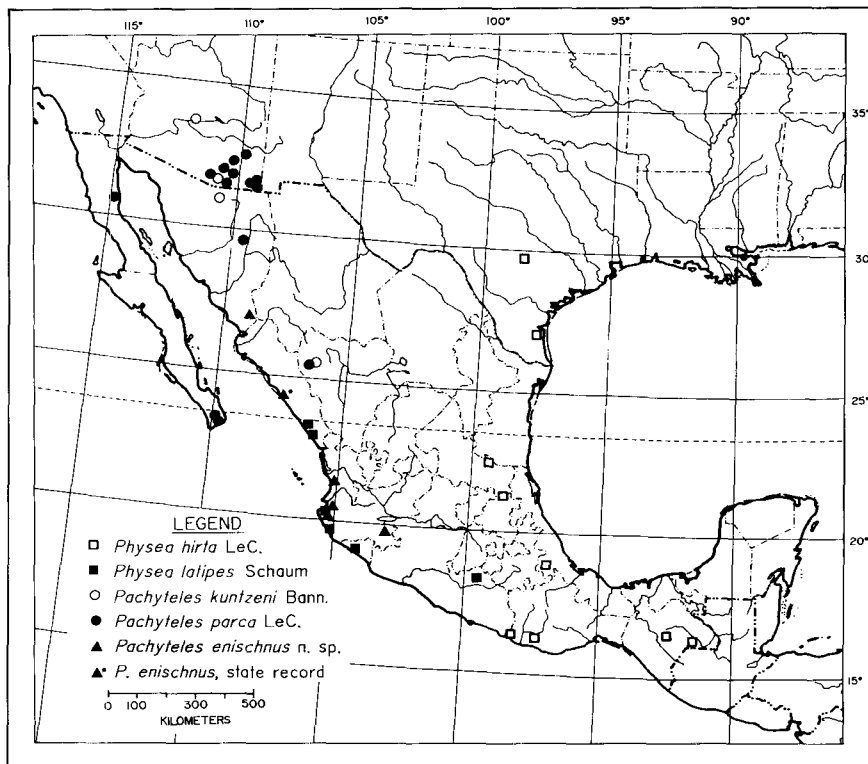 115° 110° 105° 100° 95° 90°
35°
30°
25°
20°
15°
LEGEND
□ Physea hirta LeC.
■ Physea latipes Schaum
○ Pachyteles kuntzeni Bann.
● Pachyteles parca LeC.
▲ Pachyteles enischnus n. sp.
▲• P. enischnus, state record
0 100 300 500
KILOMETERS